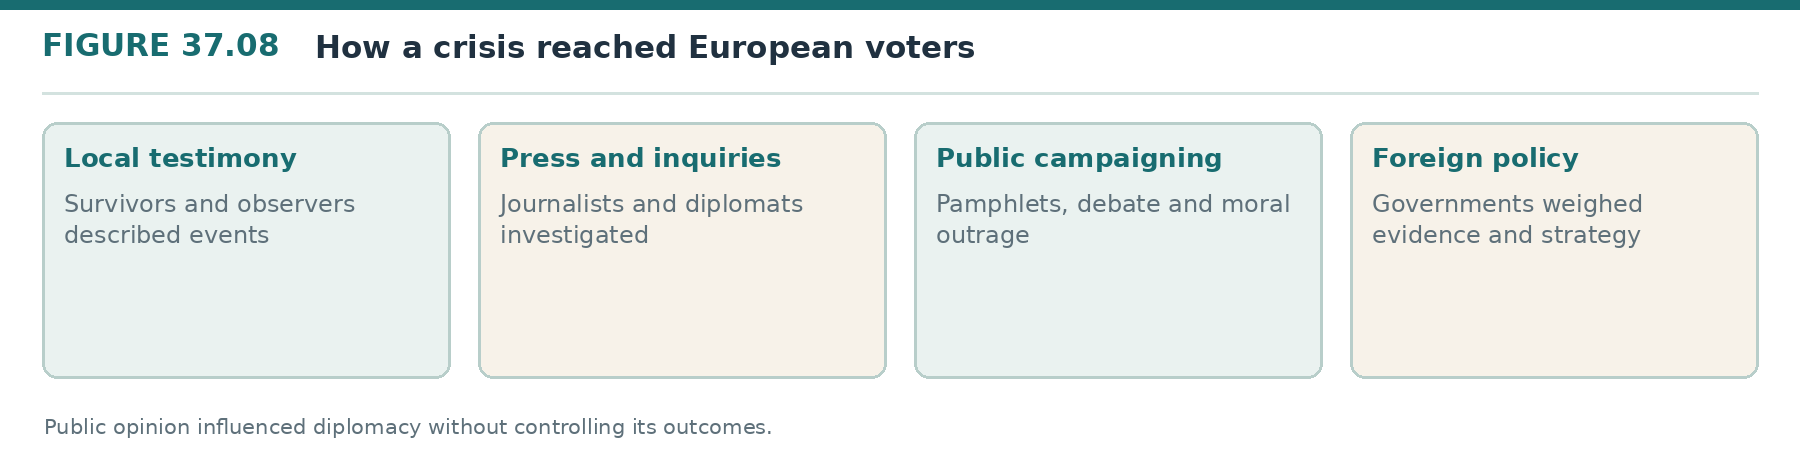 FIGURE 37.08 How a crisis reached European voters
Local testimony
Survivors and observers
described events
Press and inquiries
Journalists and diplomats
investigated
Public campaigning
Pamphlets, debate and moral
outrage
Foreign policy
Governments weighed
evidence and strategy
Public opinion influenced diplomacy without controlling its outcomes.